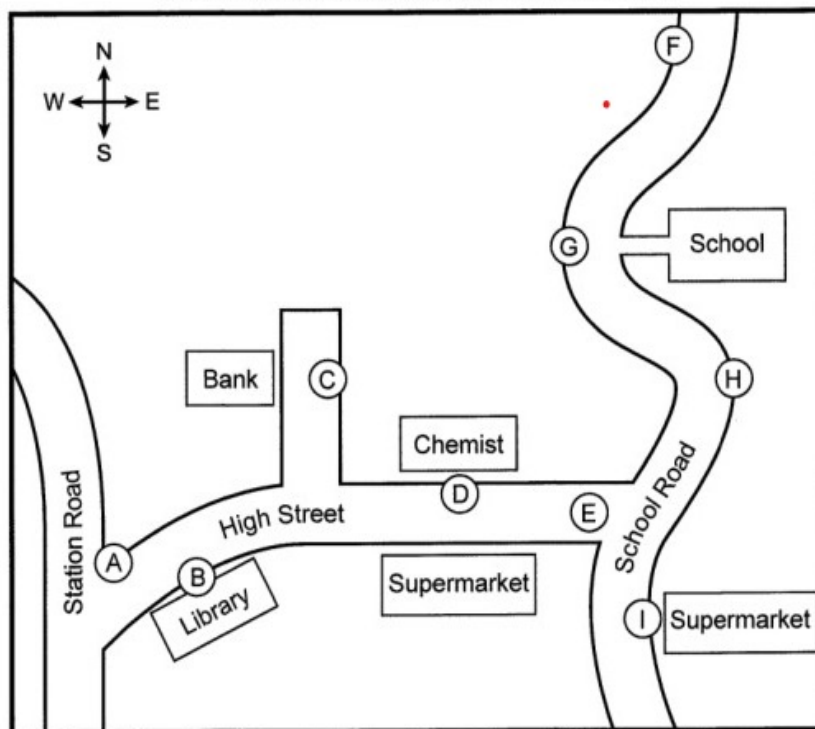 N
W E
S
F
G
School
Bank
C
H
Chemist
D
E
High Street
School Road
Station Road
A
B
Library
Supermarket
I
Supermarket